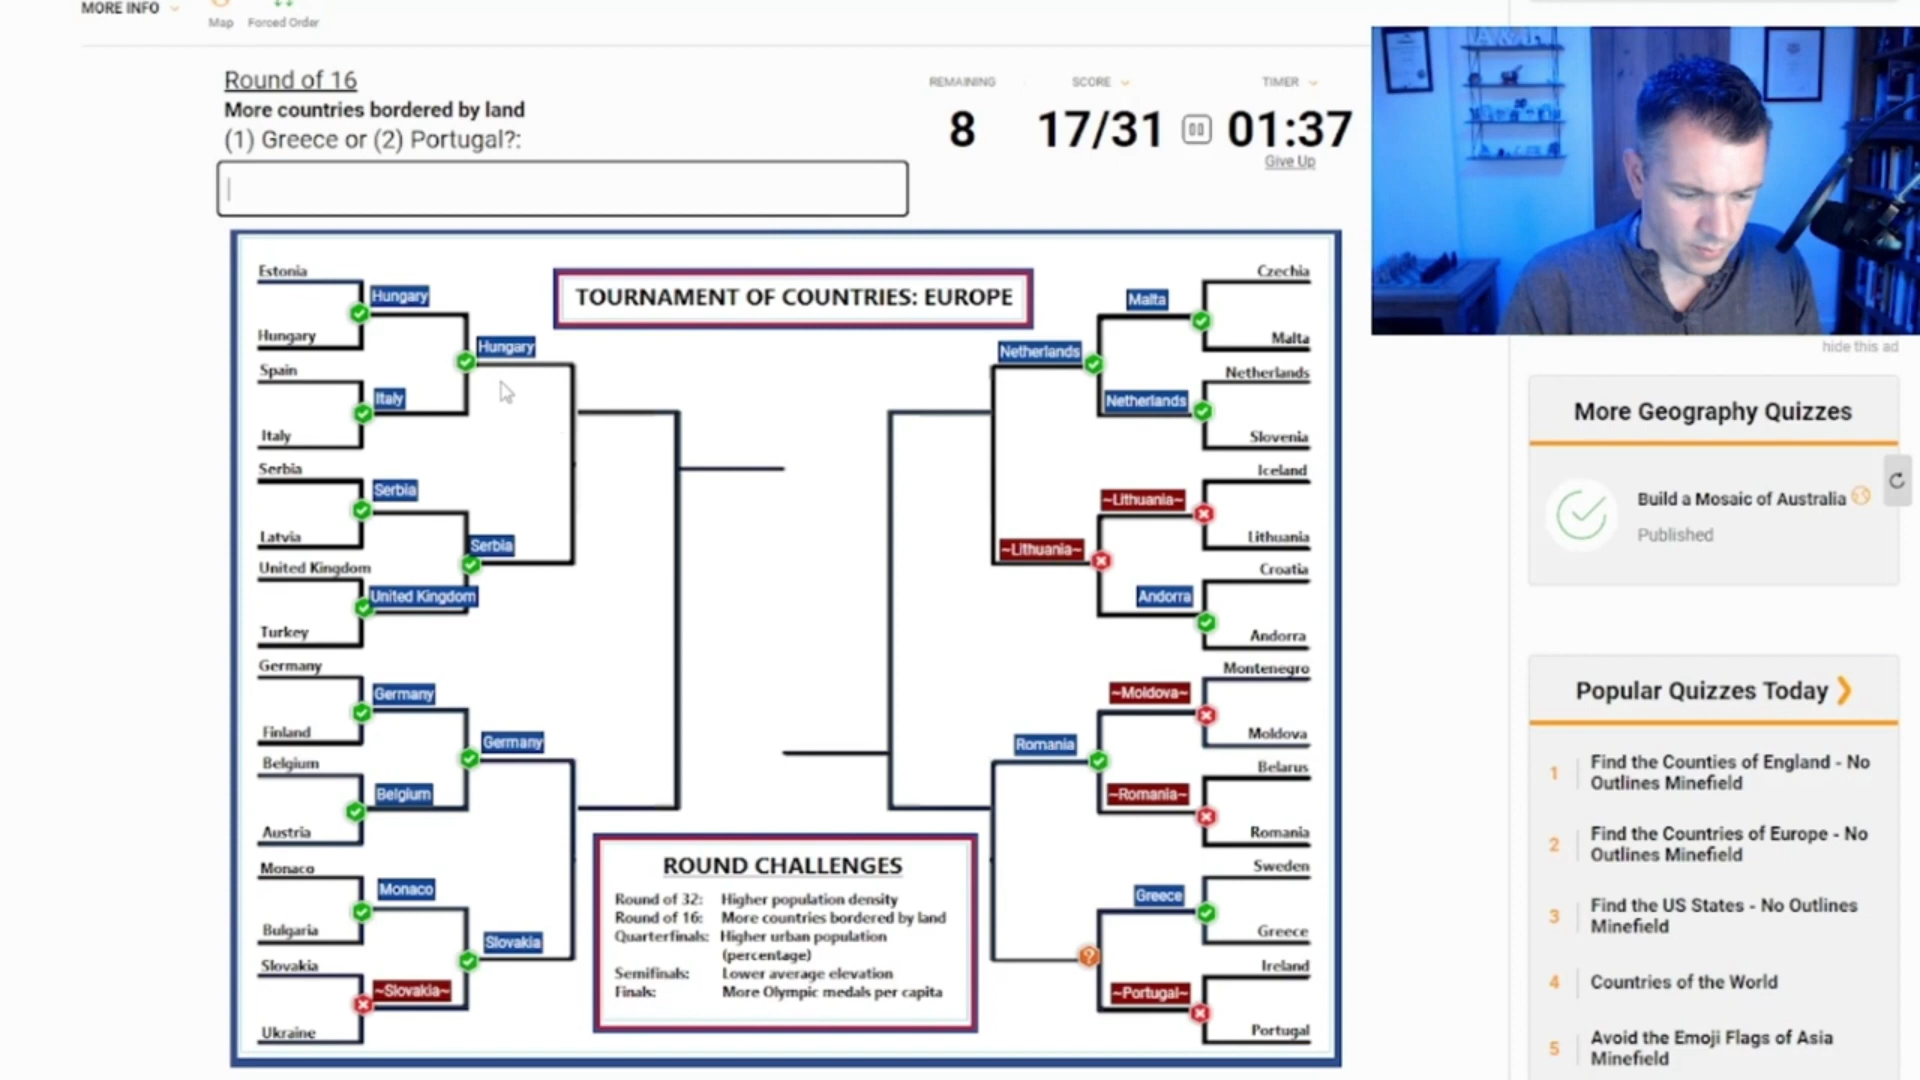 MORE INFO
Map
Forced Order
Round of 16
More countries bordered by land
(1) Greece or (2) Portugal?:
REMAINING
8
SCORE
17/31
TIMER
01:37
Give Up
TOURNAMENT OF COUNTRIES: EUROPE
Estonia
Hungary
Hungary
Hungary
Spain
Italy
Italy
Serbia
Serbia
Latvia
Serbia
United Kingdom
United Kingdom
Turkey
Germany
Germany
Finland
Germany
Belgium
Belgium
Austria
Monaco
Monaco
Bulgaria
Slovakia
Slovakia
~Slovakia~
Ukraine
Czechia
Malta
Malta
Netherlands
Netherlands
Netherlands
Slovenia
Iceland
~Lithuania~
Lithuania
~Lithuania~
Croatia
Andorra
Andorra
Montenegro
~Moldova~
Moldova
Romania
Belarus
~Romania~
Romania
Sweden
Greece
Greece
Ireland
~Portugal~
Portugal
ROUND CHALLENGES
Round of 32: Higher population density
Round of 16: More countries bordered by land
Quarterfinals: Higher urban population
(percentage)
Semifinals: Lower average elevation
Finals: More Olympic medals per capita
hide this ad
More Geography Quizzes
Build a Mosaic of Australia
Published
Popular Quizzes Today
1 Find the Counties of England - No
Outlines Minefield
2 Find the Countries of Europe - No
Outlines Minefield
3 Find the US States - No Outlines
Minefield
4 Countries of the World
5 Avoid the Emoji Flags of Asia
Minefield